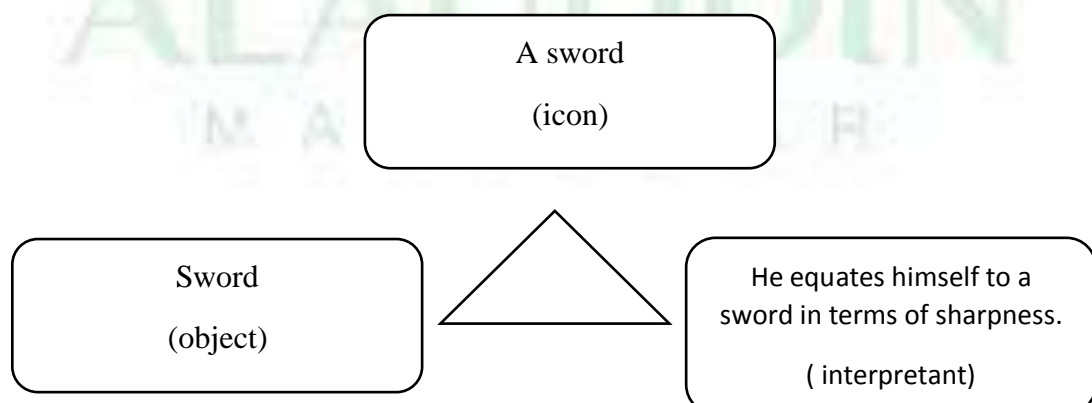 A sword
(icon)
Sword
(object)
He equates himself to a
sword in terms of sharpness.
( interpretant)